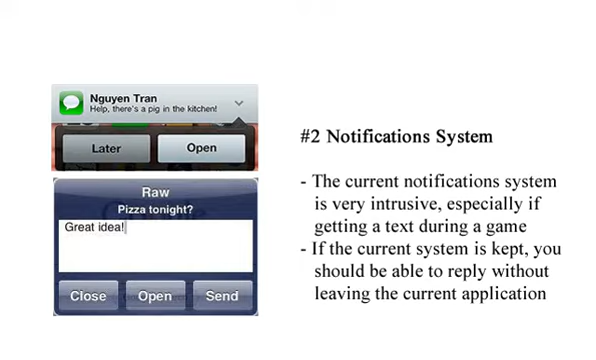 Nguyen Tran
Help, there's a pig in the kitchen!
Later
Open
Raw
Pizza tonight?
Great idea!
Close
Open
Send
#2 Notifications System
- The current notifications system
is very intrusive, especially if
getting a text during a game
- If the current system is kept, you
should be able to reply without
leaving the current application